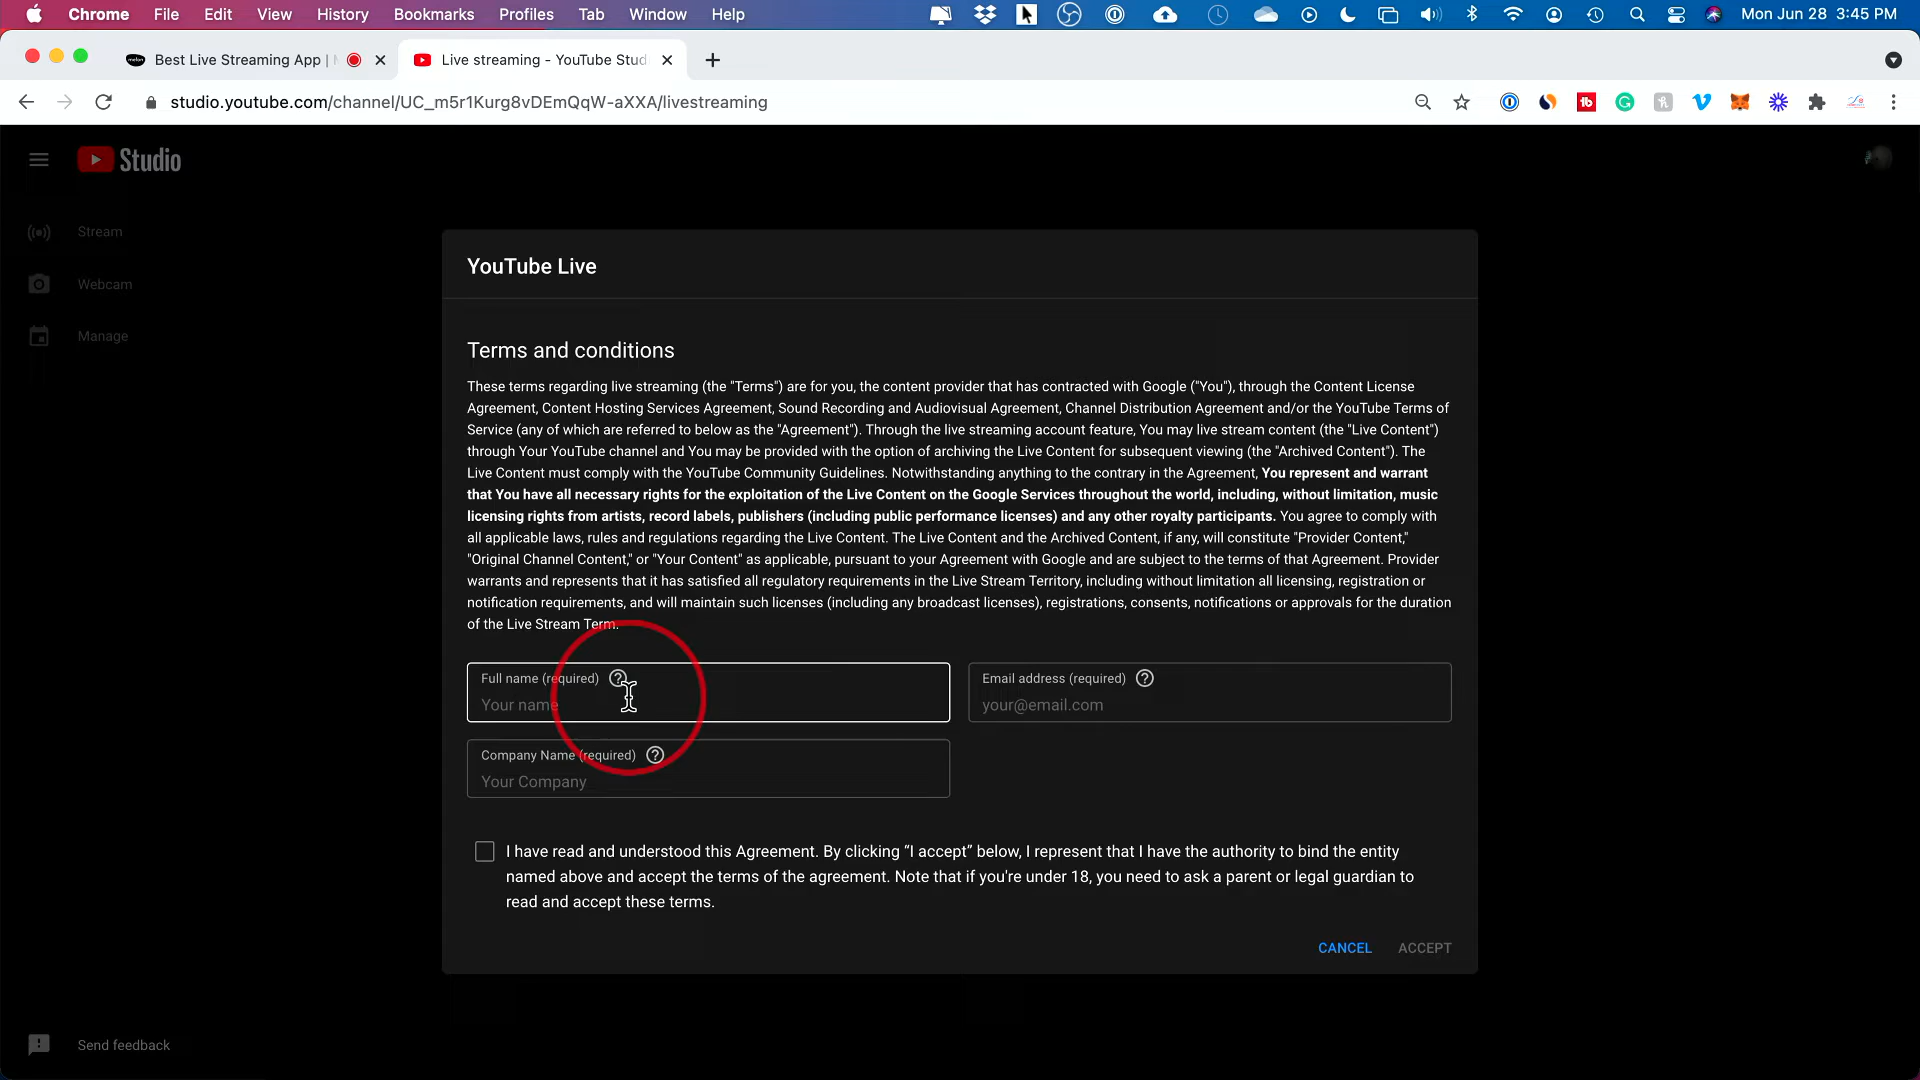 Chrome File Edit View History Bookmarks Profiles Tab Window Help Mon Jun 28 3:45 PM
Best Live Streaming App | Live streaming - YouTube Stud
studio.youtube.com/channel/UC_m5r1Kurg8vDEmQqW-aXXA/livestreaming
Studio
Stream
Webcam
Manage
YouTube Live
Terms and conditions
These terms regarding live streaming (the "Terms") are for you, the content provider that has contracted with Google ("You"), through the Content License
Agreement, Content Hosting Services Agreement, Sound Recording and Audiovisual Agreement, Channel Distribution Agreement and/or the YouTube Terms of
Service (any of which are referred to below as the "Agreement"). Through the live streaming account feature, You may live stream content (the "Live Content")
through Your YouTube channel and You may be provided with the option of archiving the Live Content for subsequent viewing (the "Archived Content"). The
Live Content must comply with the YouTube Community Guidelines. Notwithstanding anything to the contrary in the Agreement, You represent and warrant
that You have all necessary rights for the exploitation of the Live Content on the Google Services throughout the world, including, without limitation, music
licensing rights from artists, record labels, publishers (including public performance licenses) and any other royalty participants. You agree to comply with
all applicable laws, rules and regulations regarding the Live Content. The Live Content and the Archived Content, if any, will constitute "Provider Content,"
"Original Channel Content," or "Your Content" as applicable, pursuant to your Agreement with Google and are subject to the terms of that Agreement. Provider
warrants and represents that it has satisfied all regulatory requirements in the Live Stream Territory, including without limitation all licensing, registration or
notification requirements, and will maintain such licenses (including any broadcast licenses), registrations, consents, notifications or approvals for the duration
of the Live Stream Term.
Full name (required) Email address (required)
Your name your@email.com
Company Name (required)
Your Company
I have read and understood this Agreement. By clicking “I accept” below, I represent that I have the authority to bind the entity
named above and accept the terms of the agreement. Note that if you're under 18, you need to ask a parent or legal guardian to
read and accept these terms.
CANCEL ACCEPT
Send feedback